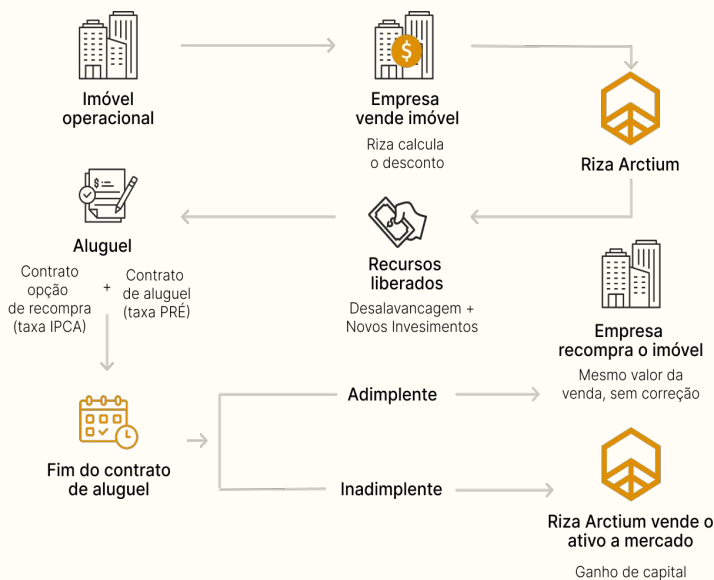 Imóvel
operacional
Empresa
vende imóvel
Riza calcula
o desconto
$
Riza Arctium
Recursos
liberados
Desalavancagem +
Novos Invesimentos
$
Aluguel
Contrato
opção
de recompra
(taxa IPCA)
+
Contrato
de aluguel
(taxa PRÉ)
Fim do contrato
de aluguel
Adimplente
Empresa
recompra o imóvel
Mesmo valor da
venda, sem correção
Inadimplente
Riza Arctium vende o
ativo a mercado
Ganho de capital